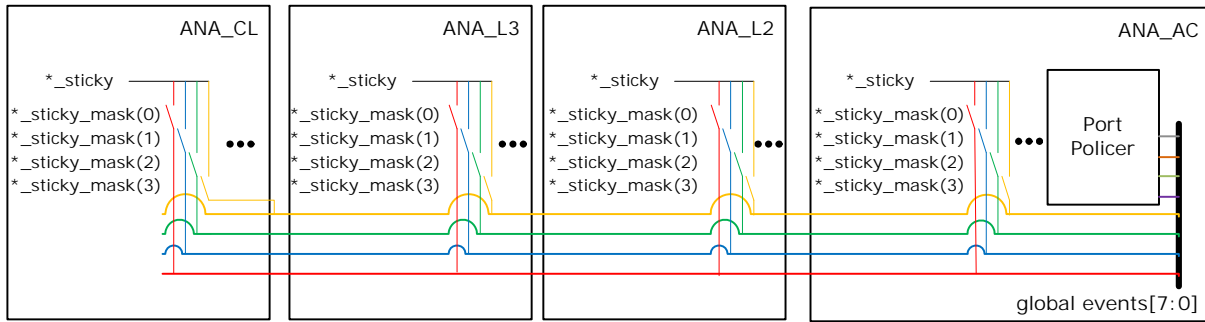 ANA_CL
*_sticky
*_sticky_mask(0)
*_sticky_mask(1)
*_sticky_mask(2)
*_sticky_mask(3)
ANA_L3
*_sticky
*_sticky_mask(0)
*_sticky_mask(1)
*_sticky_mask(2)
*_sticky_mask(3)
ANA_L2
*_sticky
*_sticky_mask(0)
*_sticky_mask(1)
*_sticky_mask(2)
*_sticky_mask(3)
ANA_AC
*_sticky
*_sticky_mask(0)
*_sticky_mask(1)
*_sticky_mask(2)
*_sticky_mask(3)
Port
Policer
global events[7:0]